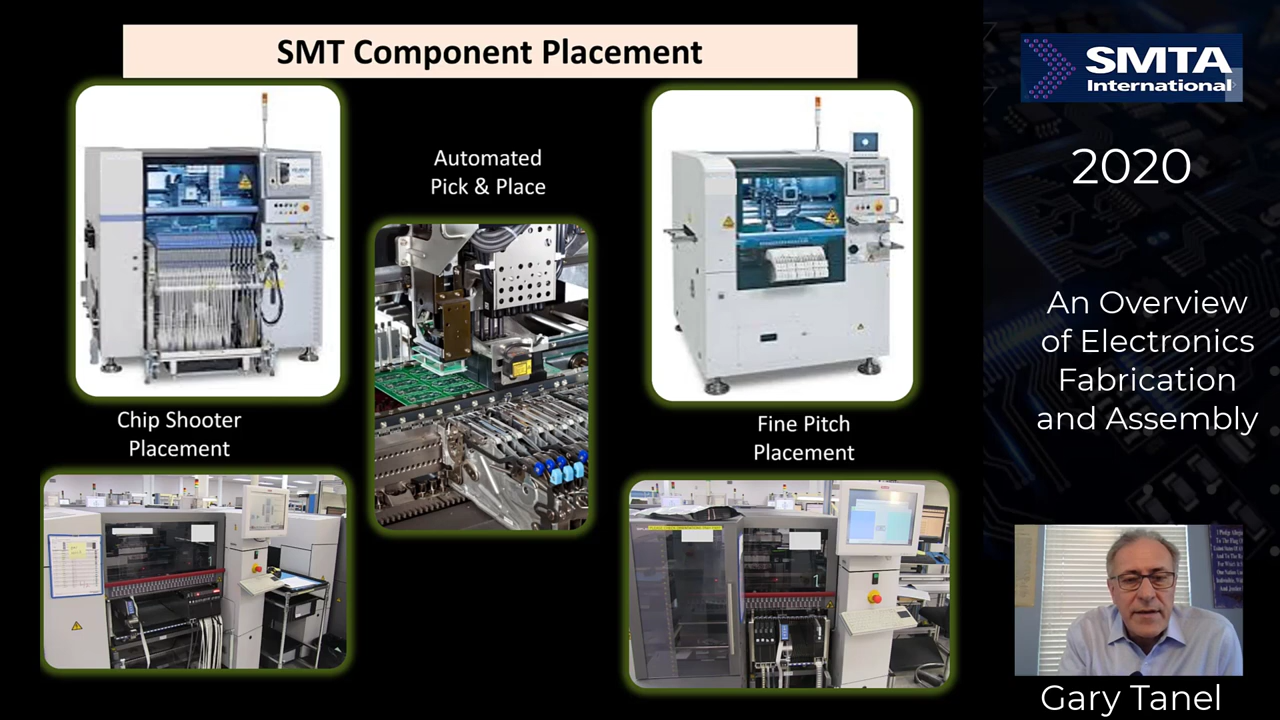 SMT Component Placement
Automated
Pick & Place
Chip Shooter
Placement
Fine Pitch
Placement
SMTA
International
2020
An Overview
of Electronics
Fabrication
and Assembly
Gary Tanel